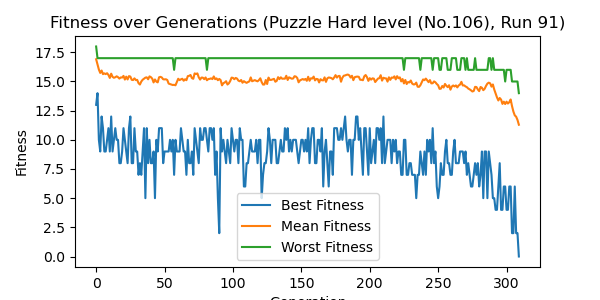 Fitness over Generations (Puzzle Hard level (No.106), Run 91)
Fitness
17.5
15.0
12.5
10.0
7.5
5.0
2.5
0.0
Best Fitness
Mean Fitness
Worst Fitness
0 50 100 150 200 250 300
Generation